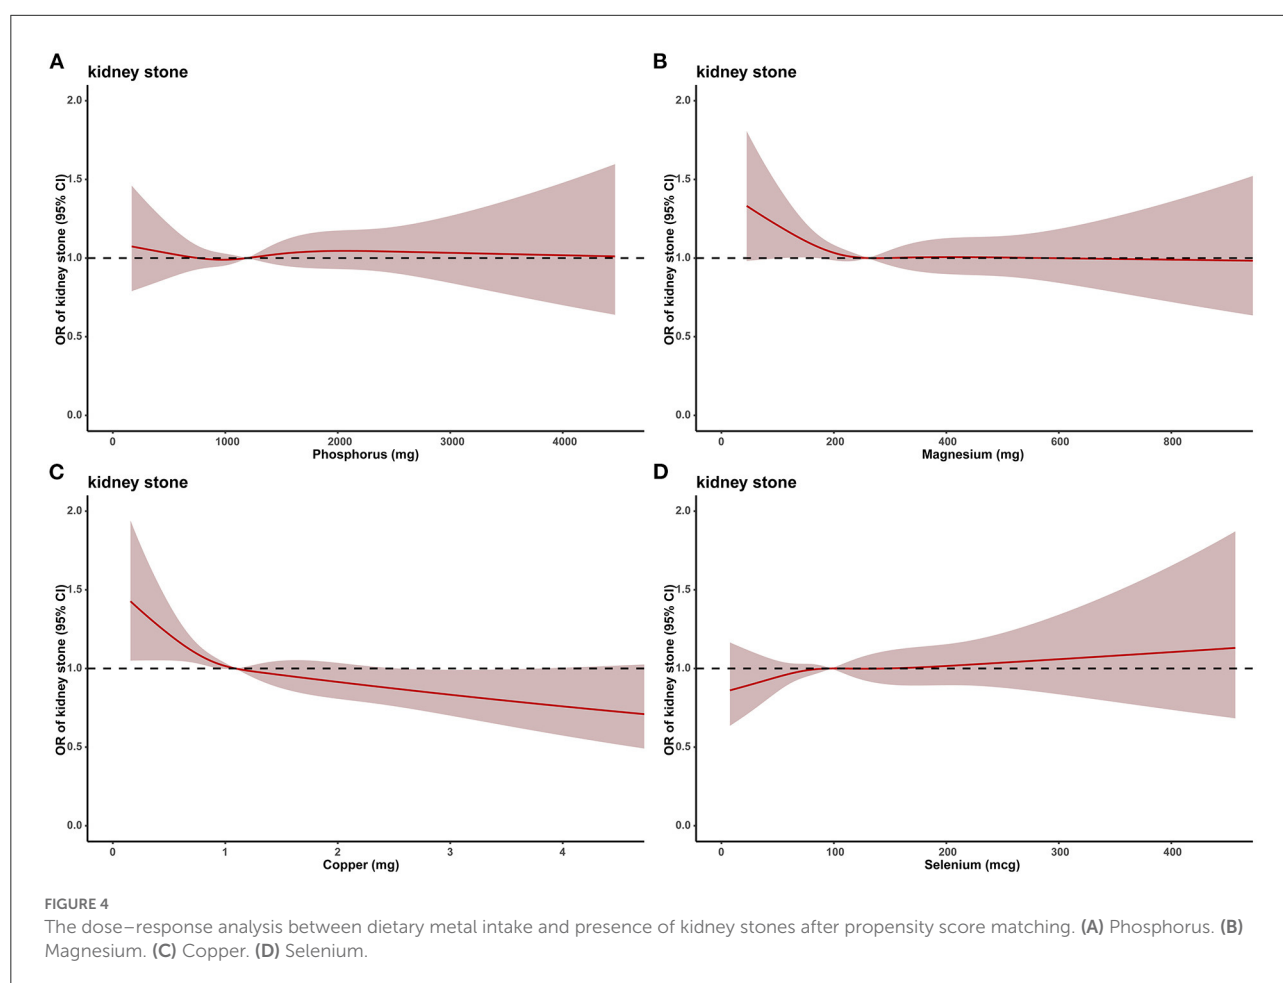 A
kidney stone
2.0
1.5
1.0
0.5
0.0
OR of kidney stone (95% CI)
0 1000 2000 3000 4000
Phosphorus (mg)
B
kidney stone
2.0
1.5
1.0
0.5
0.0
OR of kidney stone (95% CI)
0 200 400 600 800
Magnesium (mg)
C
kidney stone
2.0
1.5
1.0
0.5
0.0
OR of kidney stone (95% CI)
0 1 2 3 4
Copper (mg)
D
kidney stone
2.0
1.5
1.0
0.5
0.0
OR of kidney stone (95% CI)
0 100 200 300 400
Selenium (mcg)
FIGURE 4
The dose–response analysis between dietary metal intake and presence of kidney stones after propensity score matching. (A) Phosphorus. (B)
Magnesium. (C) Copper. (D) Selenium.